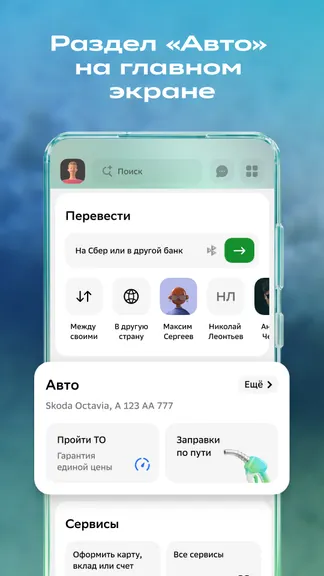 Раздел «Авто»
на главном
экране
Поиск
Перевести
На Сбер или в другой банк
Между
своими
В другую
страну
Максим
Сергеев
НЛ
Николай
Леонтьев
Ан
Че
Авто
Ещё
Skoda Octavia, А 123 АА 777
Пройти ТО
Гарантия
единой цены
Заправки
по пути
Сервисы
Оформить карту,
вклад или счет
Все сервисы